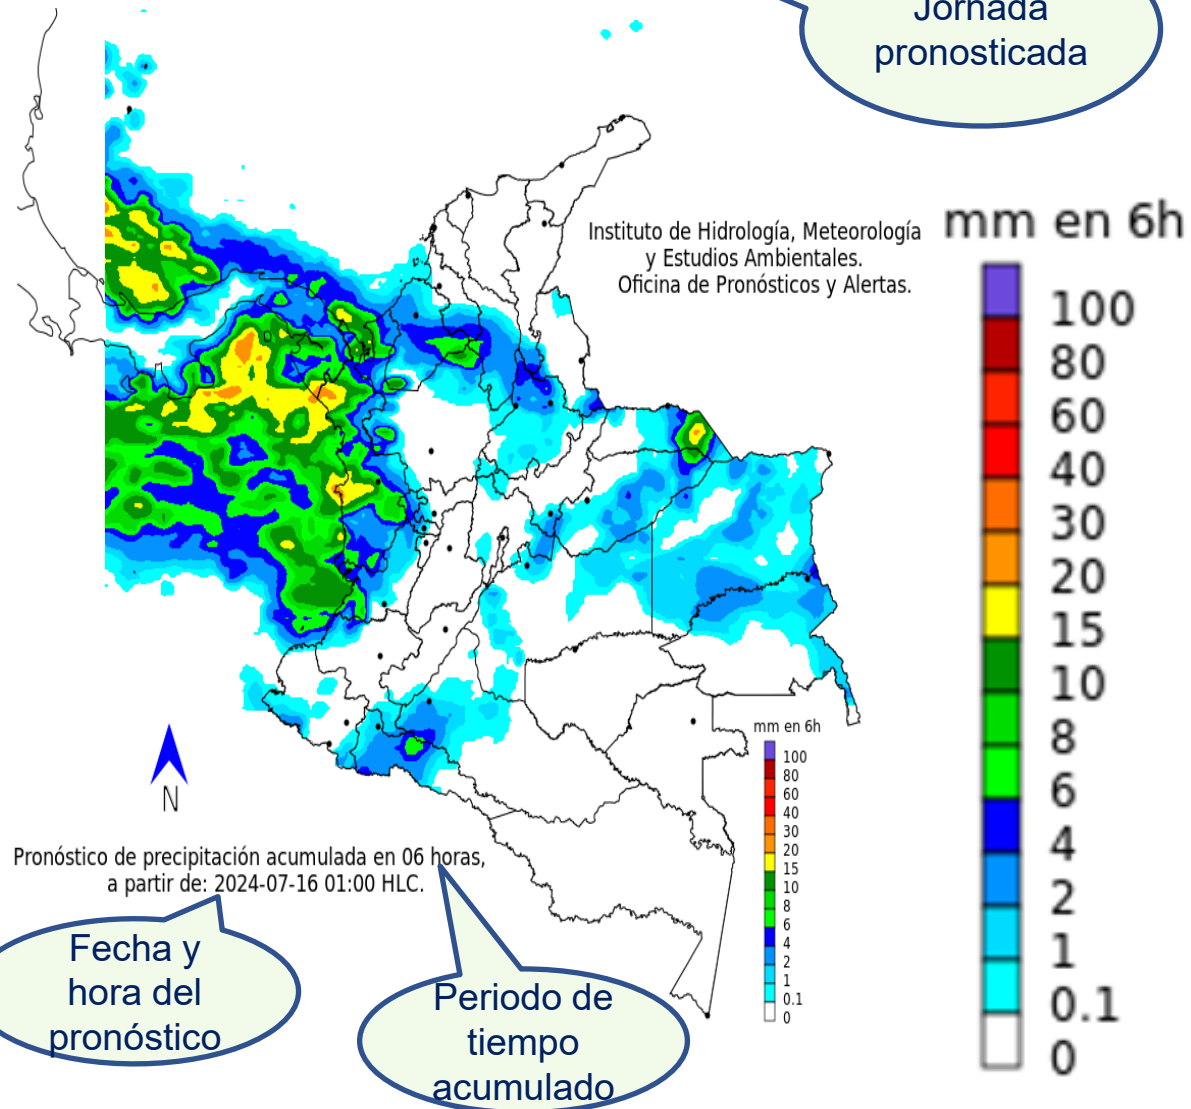 Jornada
pronosticada
Instituto de Hidrología, Meteorología
y Estudios Ambientales.
Oficina de Pronósticos y Alertas.
mm en 6h
100
80
60
40
30
20
15
10
8
6
4
2
1
0.1
0
mm en 6h
100
80
60
40
30
20
15
10
8
6
4
2
1
0.1
0
N
Pronóstico de precipitación acumulada en 06 horas,
a partir de: 2024-07-16 01:00 HLC.
Fecha y
hora del
pronóstico
Periodo de
tiempo
acumulado